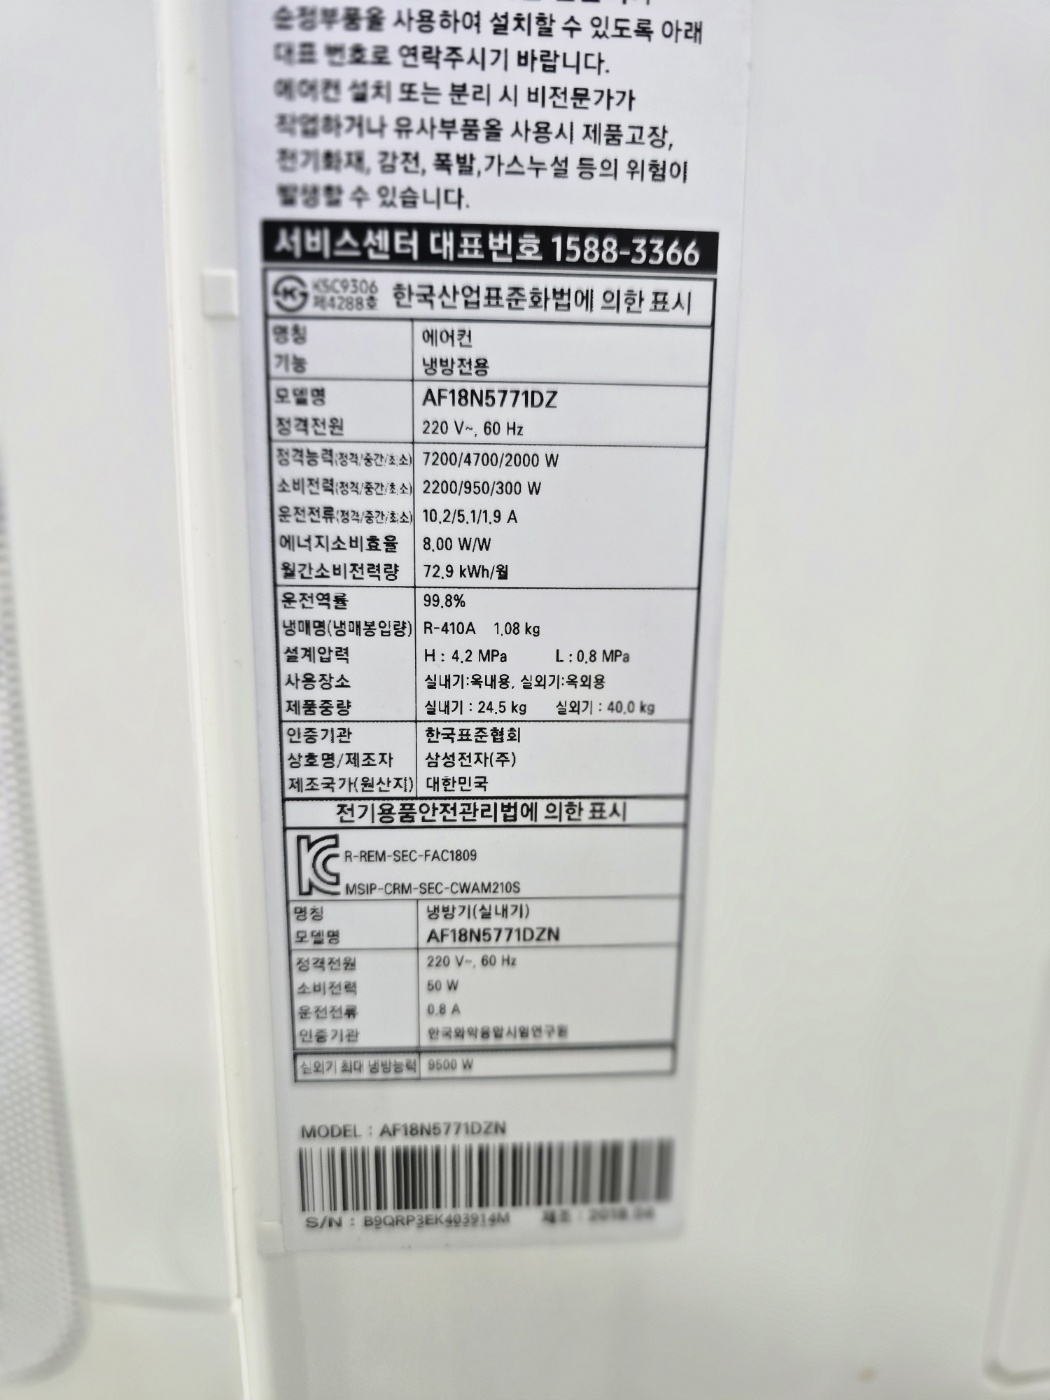 순정부품을 사용하여 설치할 수 있도록 아래
대표 번호로 연락주시기 바랍니다.
에어컨 설치 또는 분리 시 비전문가가
작업하거나 유사부품을 사용시 제품고장,
전기화재, 감전, 폭발,가스누설 등의 위험이
발생할 수 있습니다.
서비스센터 대표번호 1588-3366
KSC9306
제4288호
한국산업표준화법에 의한 표시
명칭 에어컨
기능 냉방전용
모델명 AF18N5771DZ
정격전원 220 V~, 60 Hz
정격능력(정격/중간/최소) 7200/4700/2000 W
소비전력(정격/중간/최소) 2200/950/300 W
운전전류(정격/중간/최소) 10.2/5.1/1.9 A
에너지소비효율 8.00 W/W
월간소비전력량 72.9 kWh/월
운전역률 99.8%
냉매명(냉매봉입량) R-410A 1.08 kg
설계압력 H : 4.2 MPa L : 0.8 MPa
사용장소 실내기:옥내용, 실외기:옥외용
제품중량 실내기 : 24.5 kg 실외기 : 40.0 kg
인증기관 한국표준협회
상호명/제조자 삼성전자(주)
제조국가(원산지) 대한민국
전기용품안전관리법에 의한 표시
R-REM-SEC-FAC1809
MSIP-CRM-SEC-CWAM210S
명칭 냉방기(실내기)
모델명 AF18N5771DZN
정격전원 220 V~, 60 Hz
소비전력 50 W
운전전류 0.8 A
인증기관 한국화학융합시험연구원
실외기 최대 냉방능력 9500 W
MODEL : AF18N5771DZN
S/N : B9QRP3EK403914M 제조 : 2018.04